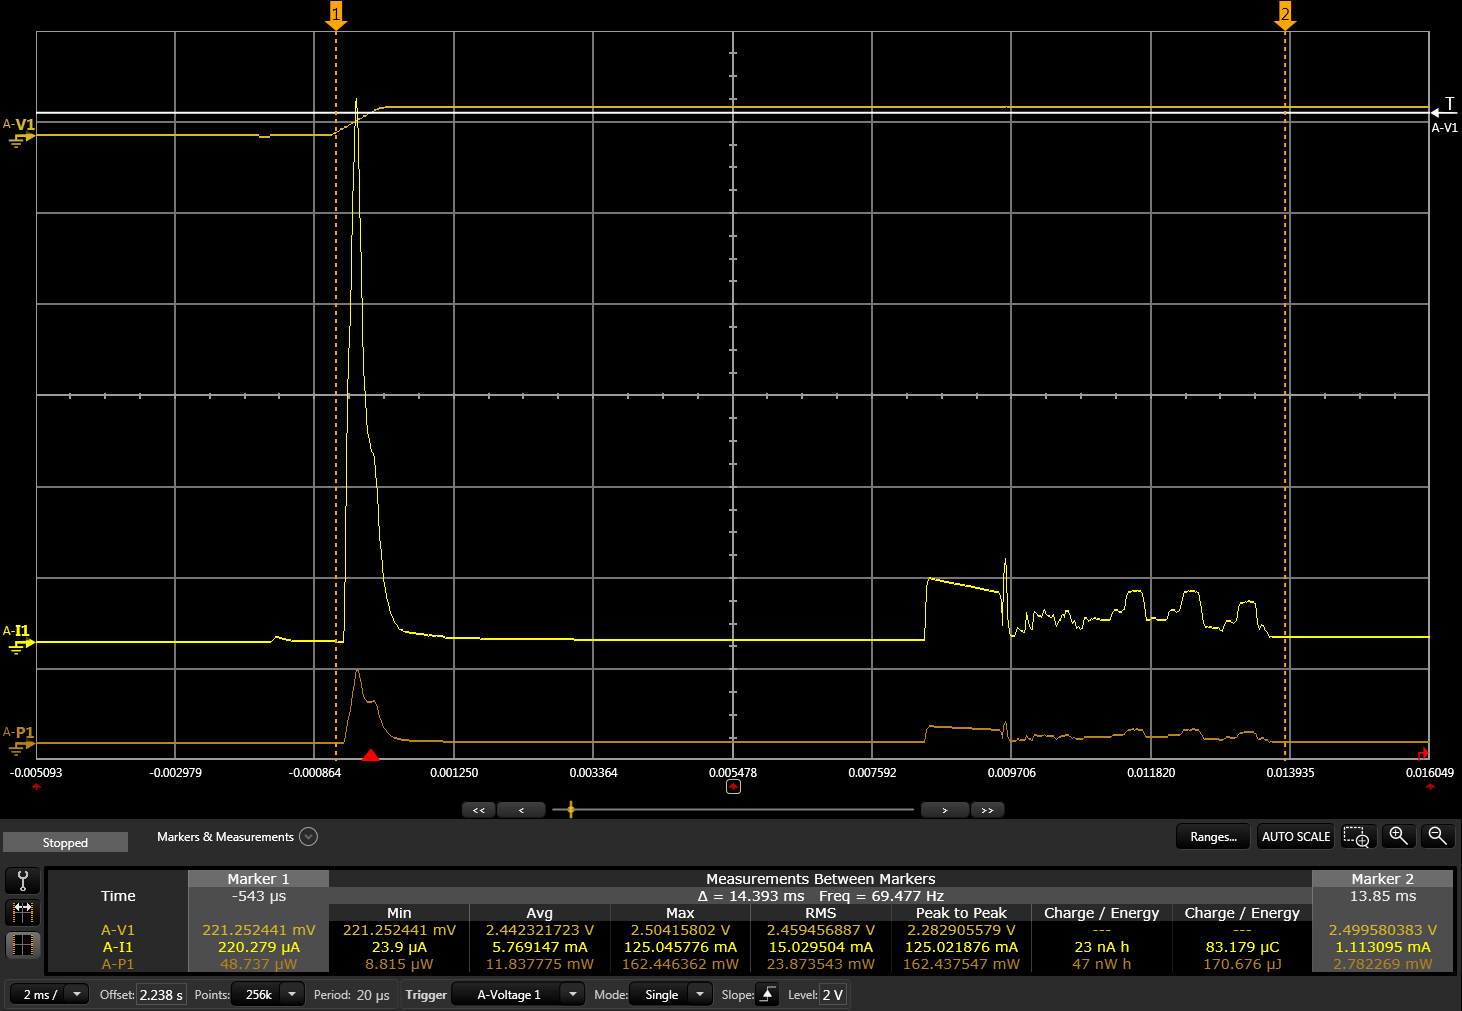 1 2
T
A-V1
A-V1
A-I1
A-P1
-0.005093 -0.002979 -0.000864 0.001250 0.003364 0.005478 0.007592 0.009706 0.011820 0.013935 0.016049
<< < > >>
Stopped Markers & Measurements Ranges... AUTO SCALE
Marker 1 Measurements Between Markers Marker 2
Time -543 µs Δ = 14.393 ms Freq = 69.477 Hz 13.85 ms
Min Avg Max RMS Peak to Peak Charge / Energy Charge / Energy
A-V1 221.252441 mV 221.252441 mV 2.442321723 V 2.50415802 V 2.459456887 V 2.282905579 V --- --- 2.499580383 V
A-I1 220.279 µA 23.9 µA 5.769147 mA 125.045776 mA 15.029504 mA 125.021876 mA 23 nA h 83.179 µC 1.113095 mA
A-P1 48.737 µW 8.815 µW 11.837775 mW 162.446362 mW 23.873543 mW 162.437547 mW 47 nW h 170.676 µJ 2.782269 mW
2 ms / Offset: 2.238 s Points: 256k Period: 20 µs Trigger A-Voltage 1 Mode: Single Slope: Level: 2 V